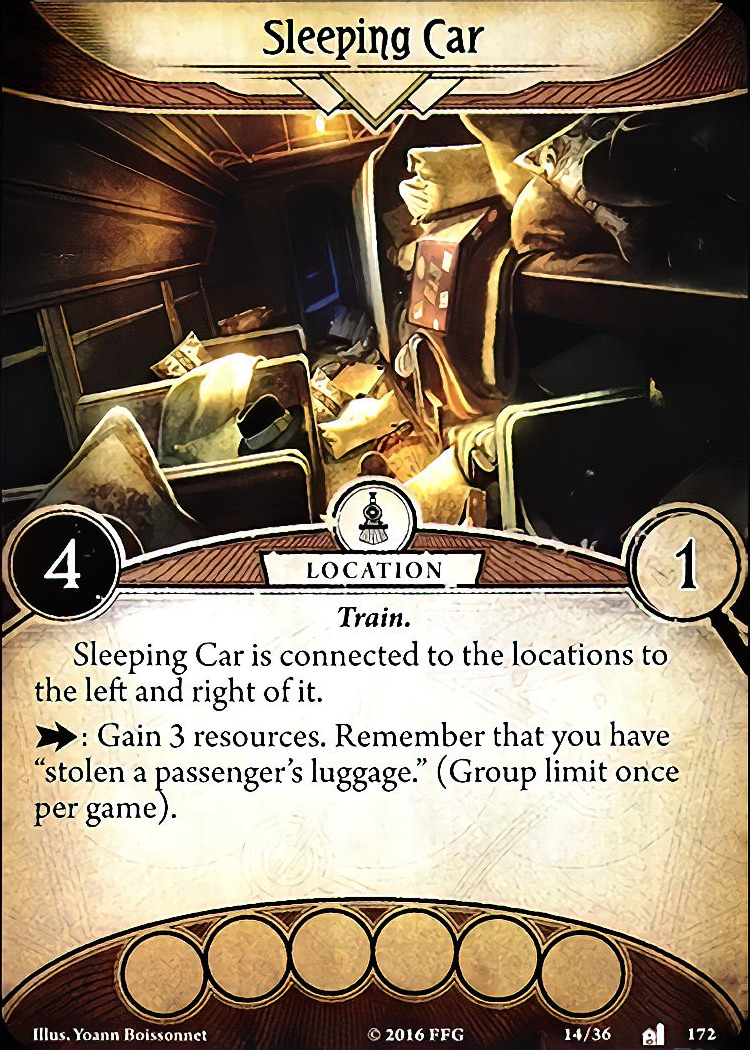 Sleeping Car
4
LOCATION
1
Train.
Sleeping Car is connected to the locations to
the left and right of it.
: Gain 3 resources. Remember that you have
“stolen a passenger’s luggage.” (Group limit once
per game).
Illus. Yoann Boissonnet
© 2016 FFG
14/36
172